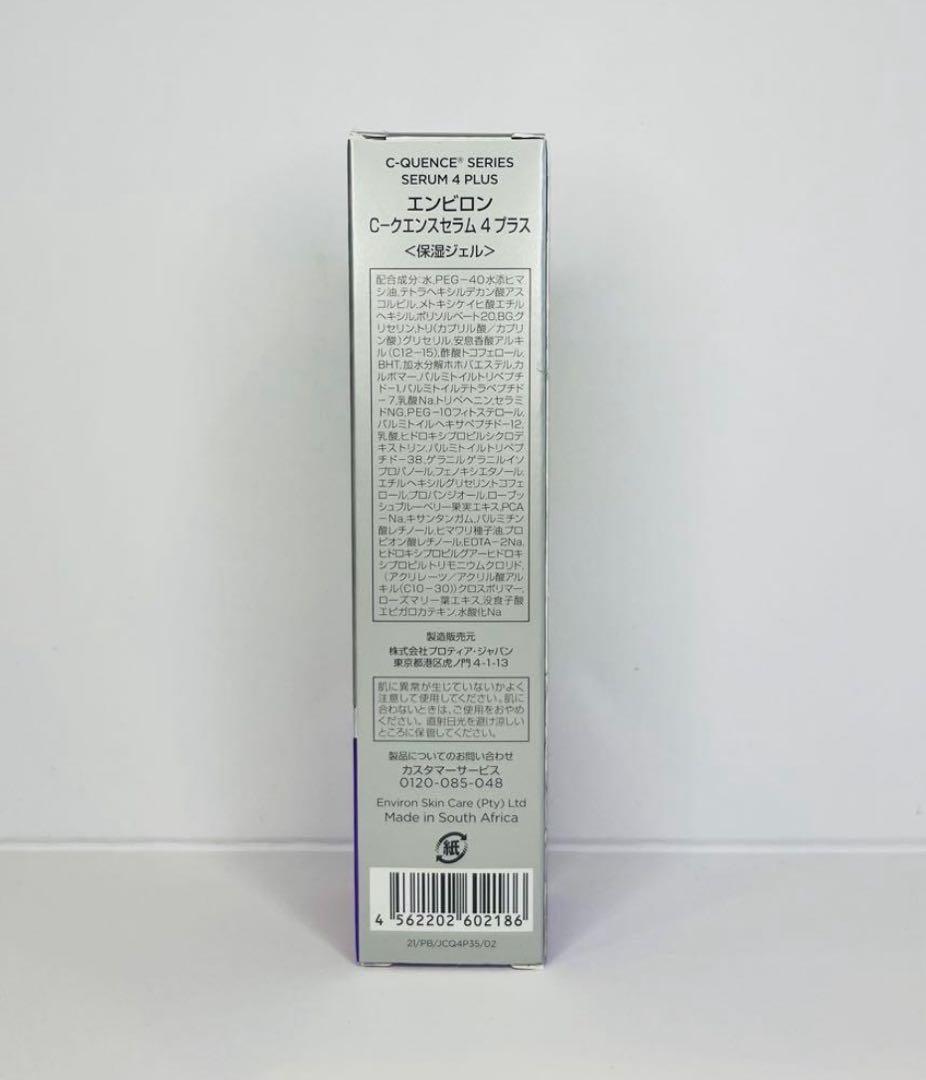 C-QUENCE® SERIES
SERUM 4 PLUS
エンビロン
C－クエンスセラム 4 プラス
＜保湿ジェル＞
配合成分：水,PEG－40水添ヒマ
シ油,テトラヘキシルデカン酸アス
コルビル,メトキシケイヒ酸エチル
ヘキシル,ポリソルベート20,BG,グ
リセリン,トリ(カプリル酸／カプリ
ン酸)グリセリル,安息香酸アルキ
ル(C12－15),酢酸トコフェロール,
BHT,加水分解ホホバエステル,カ
ルボマー,パルミトイルトリペプチ
ド－1,パルミトイルテトラペプチド
－7,乳酸Na,トリベヘニン,セラミ
ドNG,PEG－10フィトステロール,
パルミトイルヘキサペプチド－12,
乳酸,ヒドロキシプロピルシクロデ
キストリン,パルミトイルトリペプ
チド－38,ゲラニルゲラニルイソ
プロパノール,フェノキシエタノール,
エチルヘキシルグリセリン,トコフェ
ロール,プロパンジオール,ローブッ
シュブルーベリー果実エキス,PCA
－Na,キサンタンガム,パルミチン
酸レチノール,ヒマワリ種子油,プロ
ピオン酸レチノール,EDTA－2Na,
ヒドロキシプロピルグアーヒドロキ
シプロピルトリモニウムクロリド,
(アクリレーツ／アクリル酸アル
キル(C10－30))クロスポリマー,
ローズマリー葉エキス,没食子酸
エピガロカテキン,水酸化Na
製造販売元
株式会社プロティア・ジャパン
東京都港区虎ノ門 4-1-13
肌に異常が生じていないかよく
注意して使用してください。肌に
合わないときは、ご使用をおやめ
ください。直射日光を避け涼しい
ところに保管してください。
製品についてのお問い合わせ
カスタマーサービス
0120-085-048
Environ Skin Care (Pty) Ltd
Made in South Africa
紙
4 562202 602186
21/PB/JCQ4P35/02